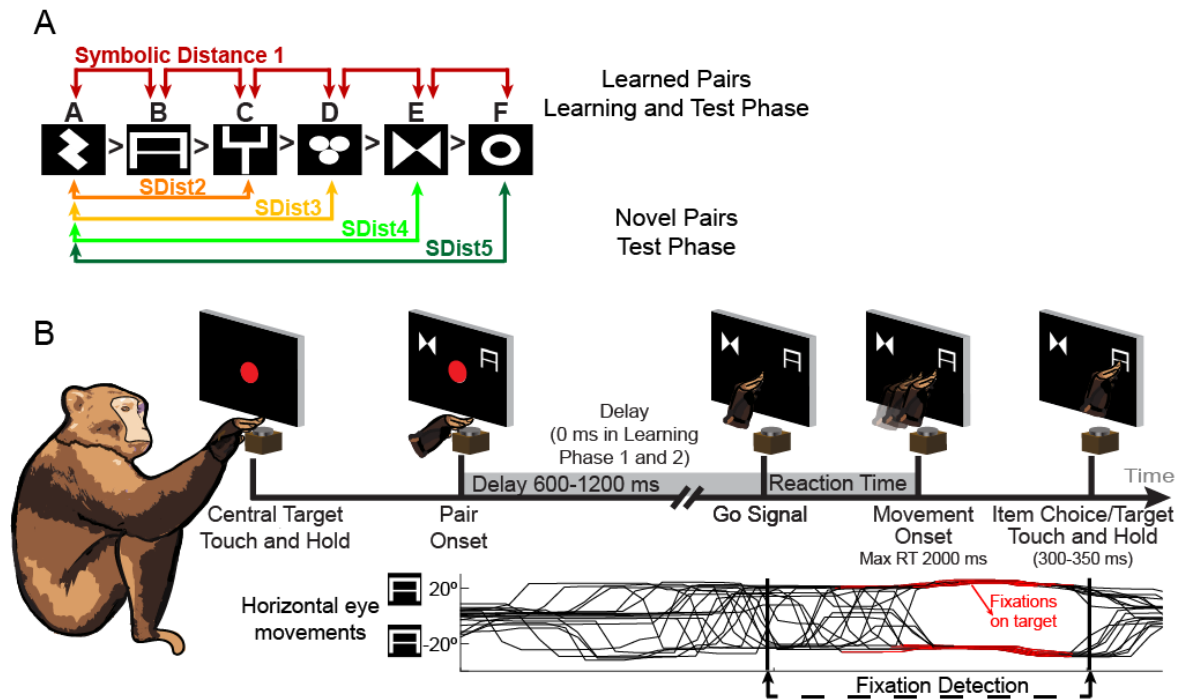 A
Symbolic Distance 1
A B C D E F
> > > > >
SDist2
SDist3
SDist4
SDist5
Learned Pairs
Learning and Test Phase
Novel Pairs
Test Phase
B
Delay
(0 ms in Learning
Phase 1 and 2)
Delay 600-1200 ms
Reaction Time
Time
Central Target
Touch and Hold
Pair
Onset
Go Signal
Movement
Onset
Max RT 2000 ms
Item Choice/Target
Touch and Hold
(300-350 ms)
Horizontal eye
movements
20º
-20º
Fixations
on target
Fixation Detection